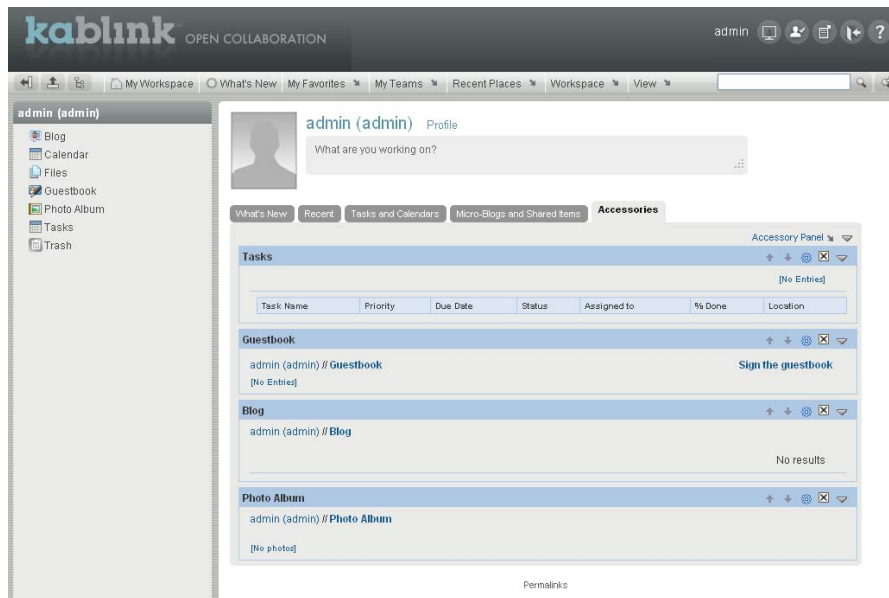 kablink OPEN COLLABORATION
admin ?
My Workspace What's New My Favorites My Teams Recent Places Workspace View
admin (admin)
Blog
Calendar
Files
Guestbook
Photo Album
Tasks
Trash
admin (admin) Profile
What are you working on?
What's New Recent Tasks and Calendars Micro-Blogs and Shared Items Accessories
Accessory Panel
Tasks
[No Entries]
Task Name Priority Due Date Status Assigned to % Done Location
Guestbook
admin (admin) // Guestbook Sign the guestbook
[No Entries]
Blog
admin (admin) // Blog
No results
Photo Album
admin (admin) // Photo Album
[No photos]
Permalinks